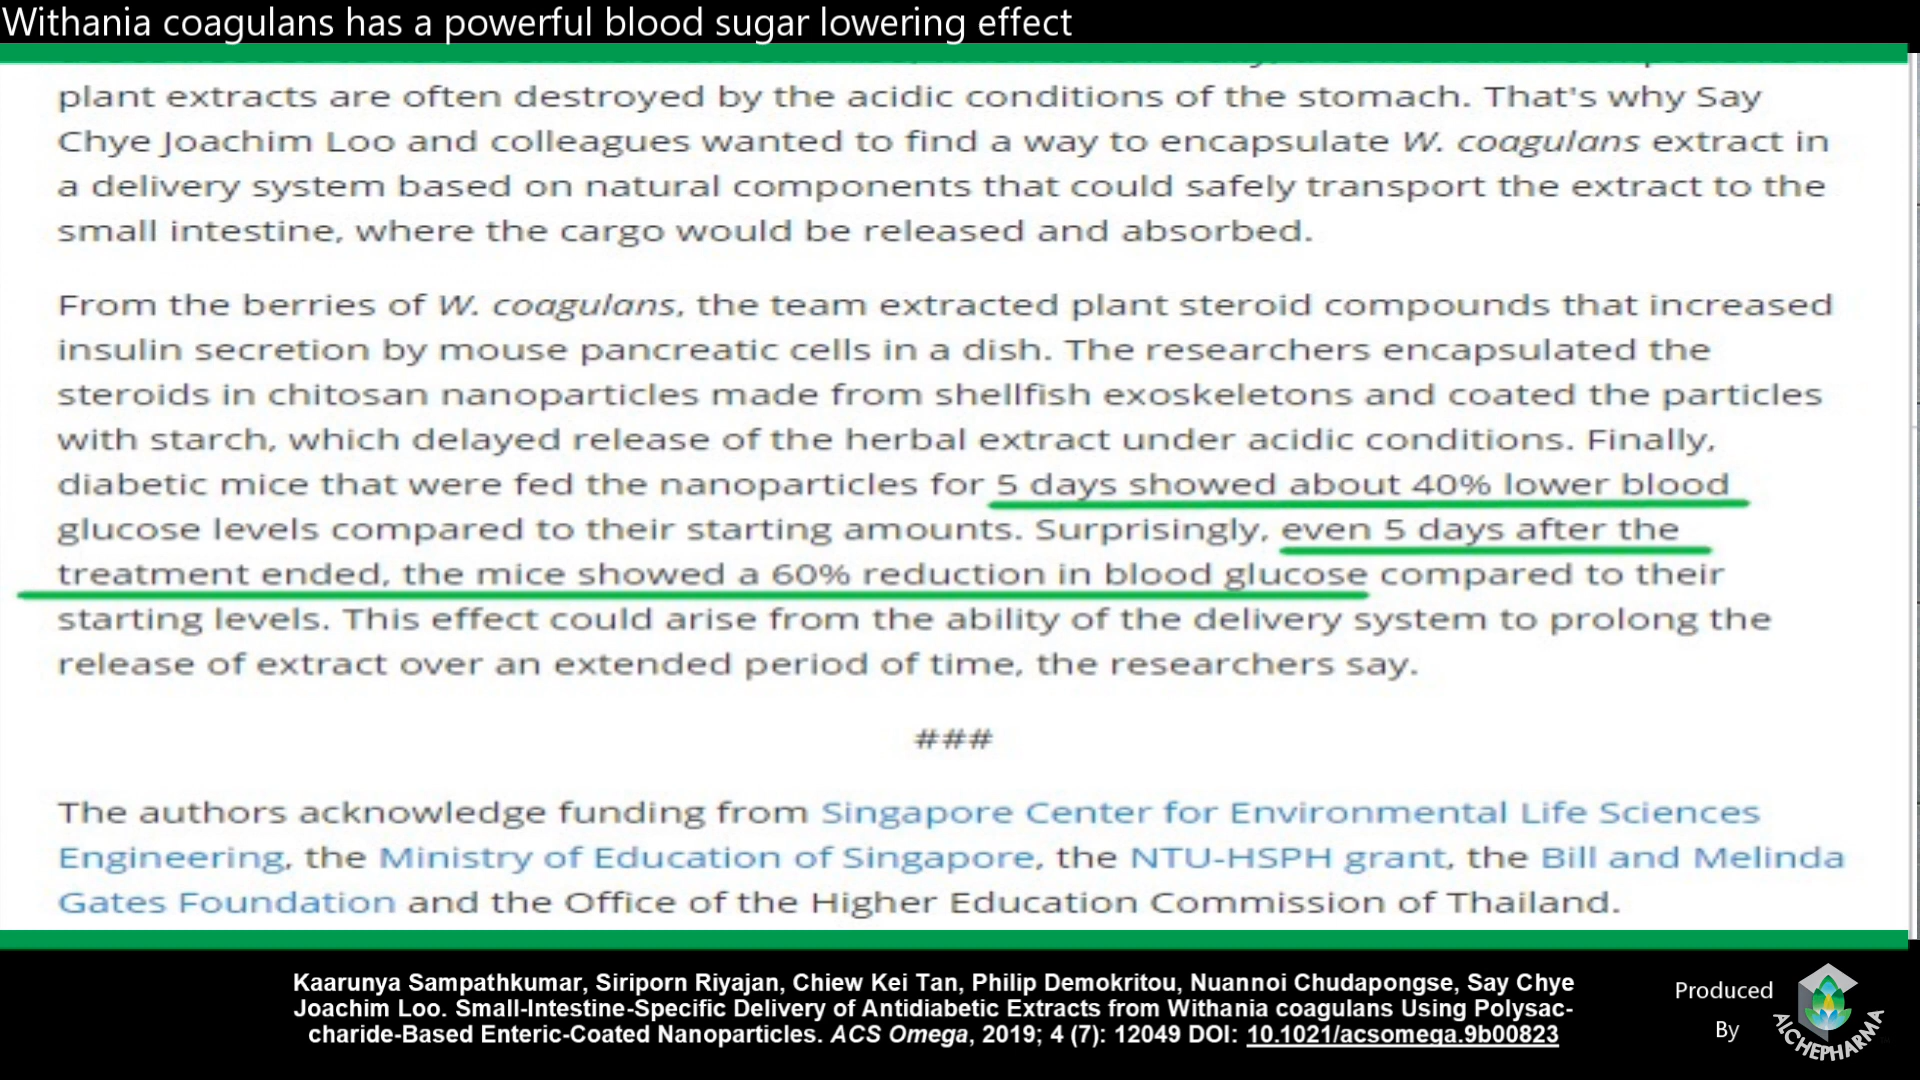 Withania coagulans has a powerful blood sugar lowering effect
plant extracts are often destroyed by the acidic conditions of the stomach. That's why Say
Chye Joachim Loo and colleagues wanted to find a way to encapsulate W. coagulans extract in
a delivery system based on natural components that could safely transport the extract to the
small intestine, where the cargo would be released and absorbed.
From the berries of W. coagulans, the team extracted plant steroid compounds that increased
insulin secretion by mouse pancreatic cells in a dish. The researchers encapsulated the
steroids in chitosan nanoparticles made from shellfish exoskeletons and coated the particles
with starch, which delayed release of the herbal extract under acidic conditions. Finally,
diabetic mice that were fed the nanoparticles for 5 days showed about 40% lower blood
glucose levels compared to their starting amounts. Surprisingly, even 5 days after the
treatment ended, the mice showed a 60% reduction in blood glucose compared to their
starting levels. This effect could arise from the ability of the delivery system to prolong the
release of extract over an extended period of time, the researchers say.
###
The authors acknowledge funding from Singapore Center for Environmental Life Sciences
Engineering, the Ministry of Education of Singapore, the NTU-HSPH grant, the Bill and Melinda
Gates Foundation and the Office of the Higher Education Commission of Thailand.
Kaarunya Sampathkumar, Siriporn Riyajan, Chiew Kei Tan, Philip Demokritou, Nuannoi Chudapongse, Say Chye
Joachim Loo. Small-Intestine-Specific Delivery of Antidiabetic Extracts from Withania coagulans Using Polysac-
charide-Based Enteric-Coated Nanoparticles. ACS Omega, 2019; 4 (7): 12049 DOI: 10.1021/acsomega.9b00823
Produced
By
ALCHEPHARMA